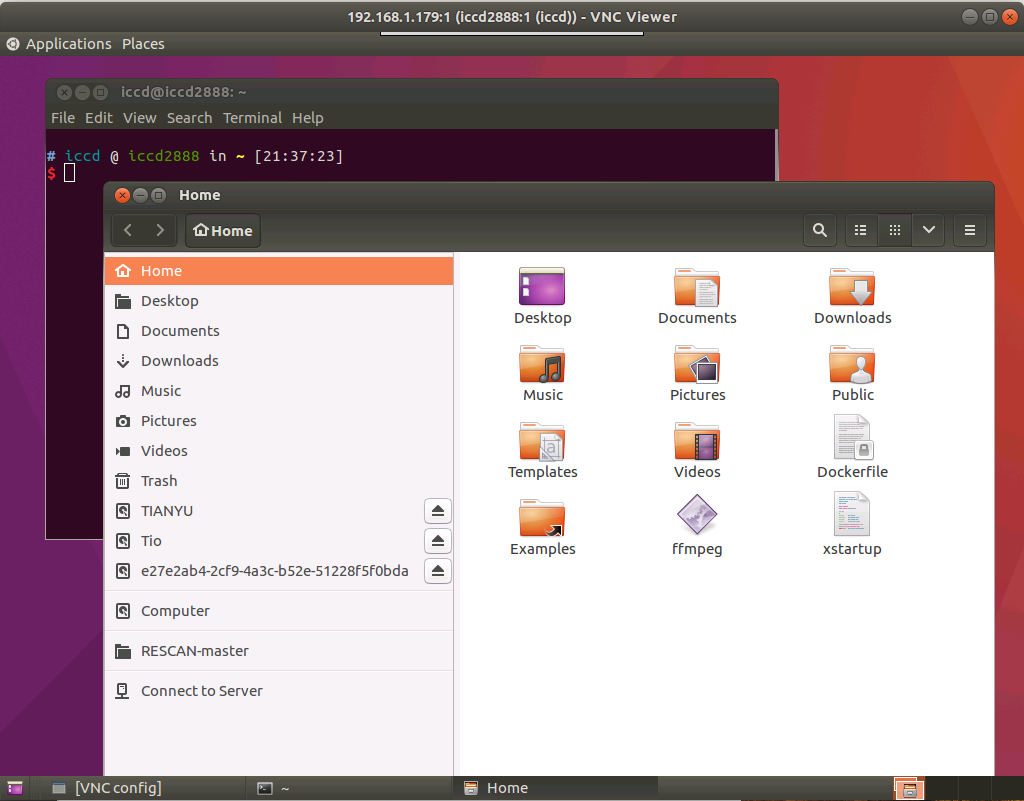 192.168.1.179:1 (iccd2888:1 (iccd)) - VNC Viewer
Applications Places
iccd@iccd2888: ~
File Edit View Search Terminal Help
# iccd @ iccd2888 in ~ [21:37:23]
$
Home
Home
Home
Desktop
Documents
Downloads
Music
Pictures
Videos
Trash
TIANYU
Tio
e27e2ab4-2cf9-4a3c-b52e-51228f5f0bda
Computer
RESCAN-master
Connect to Server
Desktop Documents Downloads
Music Pictures Public
Templates Videos Dockerfile
Examples ffmpeg xstartup
[VNC config] ~ Home